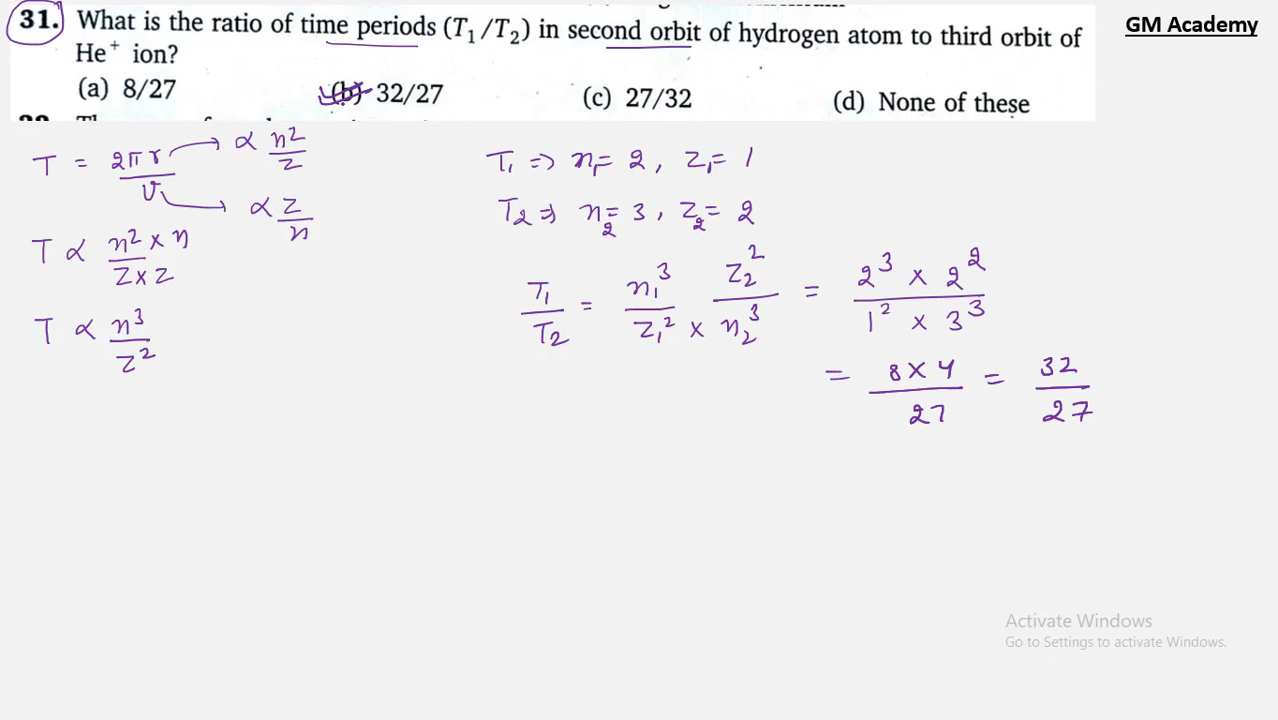 GM Academy
31. What is the ratio of time periods (T₁/T₂) in second orbit of hydrogen atom to third orbit of
He⁺ ion?
(a) 8/27 (b) 32/27 (c) 27/32 (d) None of these
T = 2πr / v
∝ n² / z
∝ z / n
T ∝ n² × n / z × z
T ∝ n³ / z²
T₁ => n₁ = 2, z₁ = 1
T₂ => n₂ = 3, z₂ = 2
T₁ / T₂ = n₁³ / z₁² × z₂² / n₂³ = 2³ × 2² / 1² × 3³
= 8 × 4 / 27 = 32 / 27
Activate Windows
Go to Settings to activate Windows.